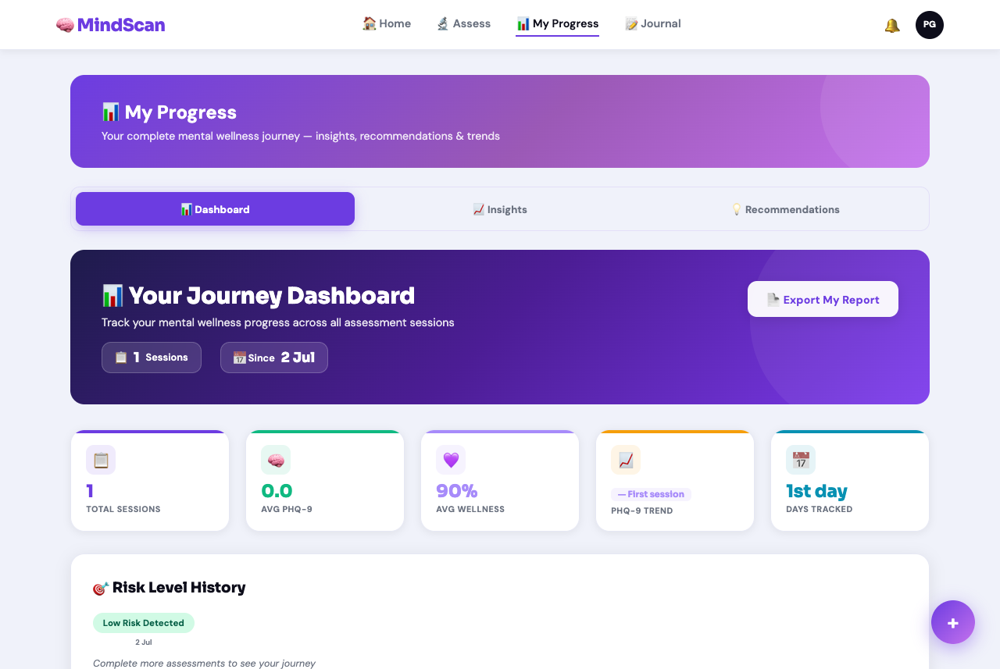 MindScan
Home
Assess
My Progress
Journal
PG
My Progress
Your complete mental wellness journey — insights, recommendations & trends
Dashboard
Insights
Recommendations
Your Journey Dashboard
Export My Report
Track your mental wellness progress across all assessment sessions
1 Sessions
17 Since 2 Jul
1
TOTAL SESSIONS
0.0
AVG PHQ-9
90%
AVG WELLNESS
— First session
PHQ-9 TREND
17
1st day
DAYS TRACKED
Risk Level History
Low Risk Detected
2 Jul
Complete more assessments to see your journey
+